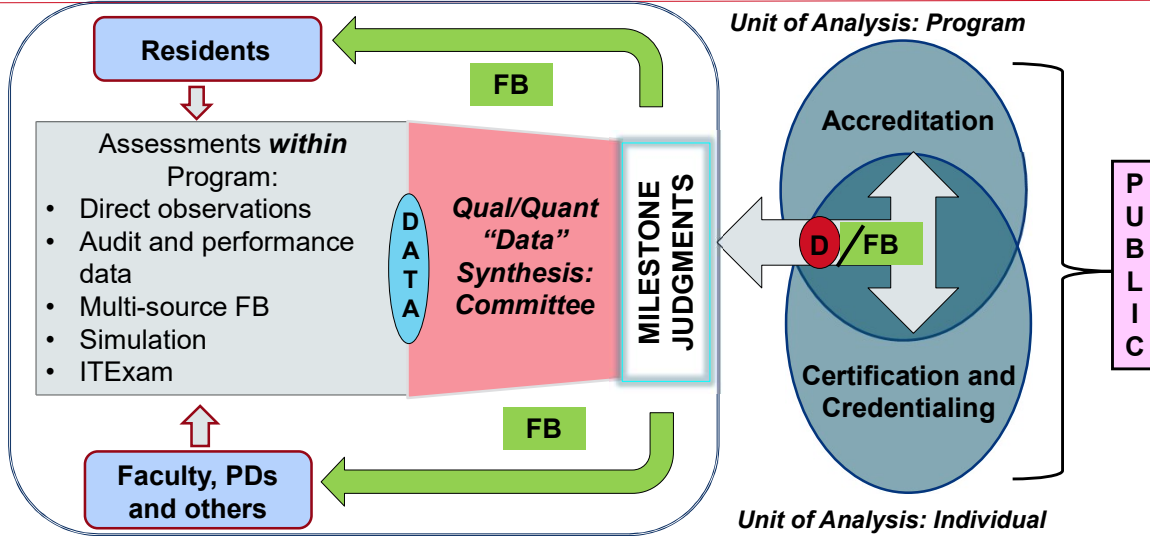 Unit of Analysis: Program
Residents
FB
Assessments within
Program:
• Direct observations
• Audit and performance
data
• Multi-source FB
• Simulation
• ITExam
DATA
Qual/Quant
“Data”
Synthesis:
Committee
MILESTONE
JUDGMENTS
FB
Faculty, PDs
and others
Accreditation
D/FB
Certification and
Credentialing
Unit of Analysis: Individual
PUBLIC